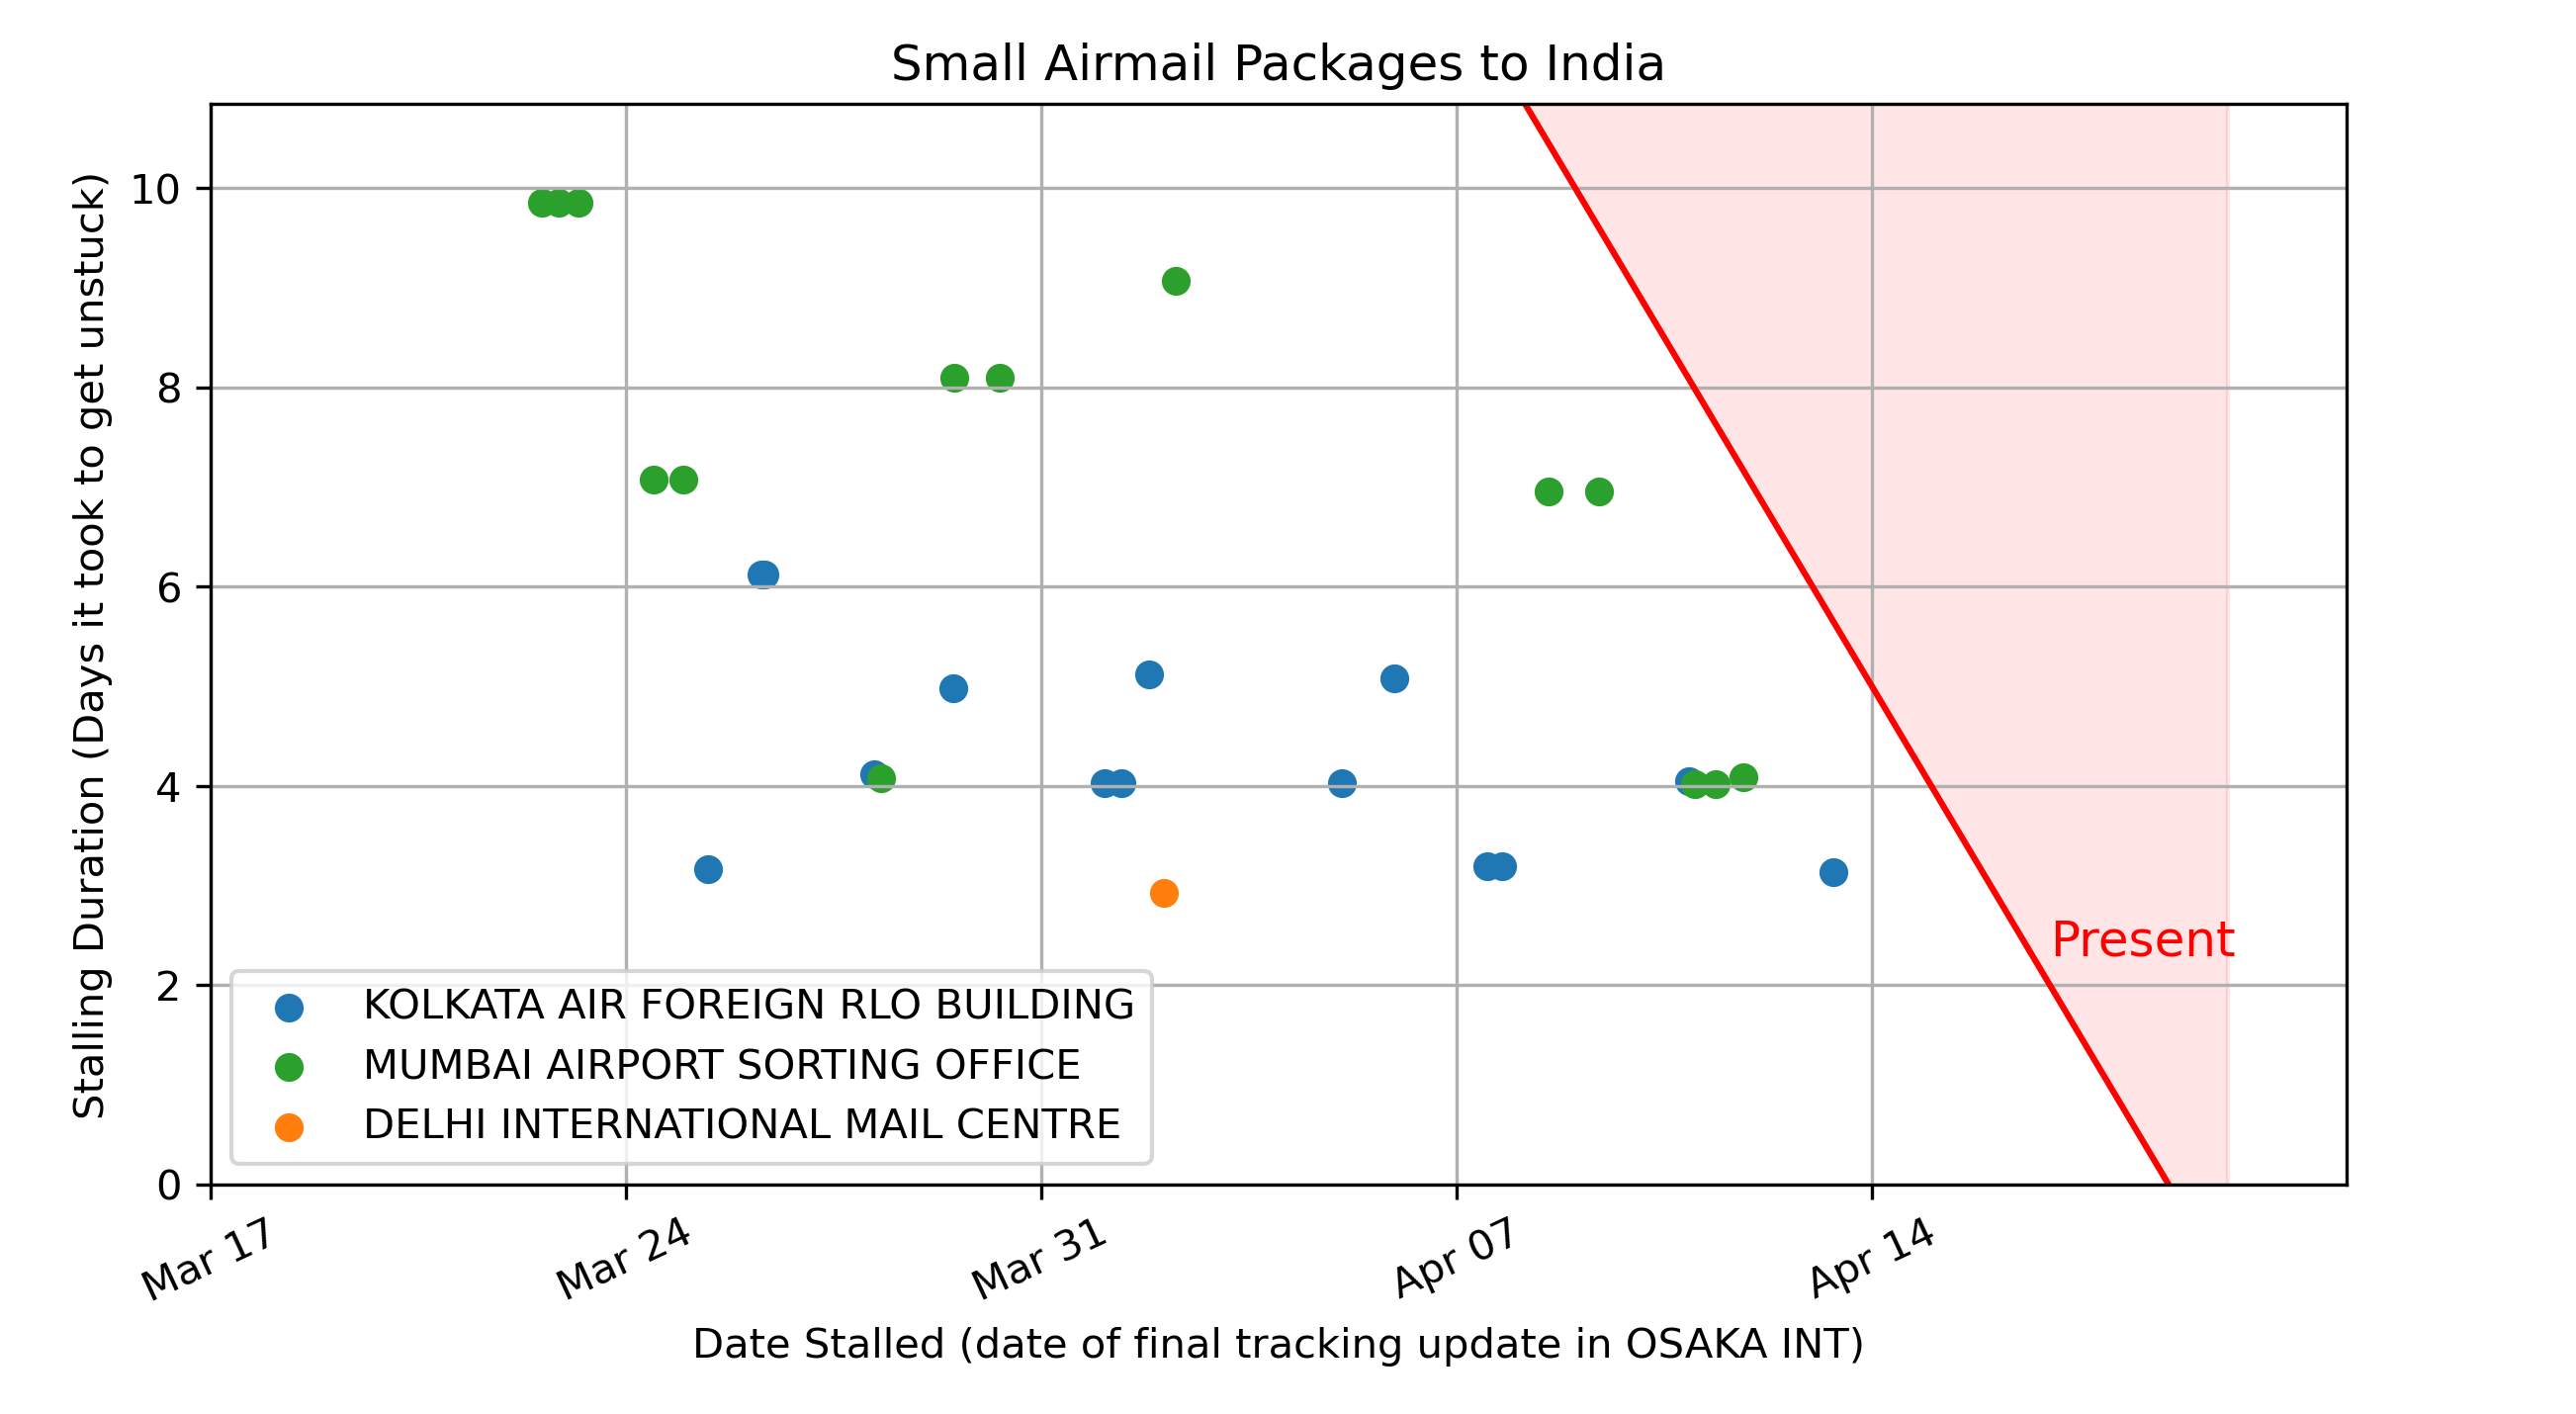 Small Airmail Packages to India
Stalling Duration (Days it took to get unstuck)
10
8
6
4
2
0
Present
KOLKATA AIR FOREIGN RLO BUILDING
MUMBAI AIRPORT SORTING OFFICE
DELHI INTERNATIONAL MAIL CENTRE
Mar 17
Mar 24
Mar 31
Apr 07
Apr 14
Date Stalled (date of final tracking update in OSAKA INT)